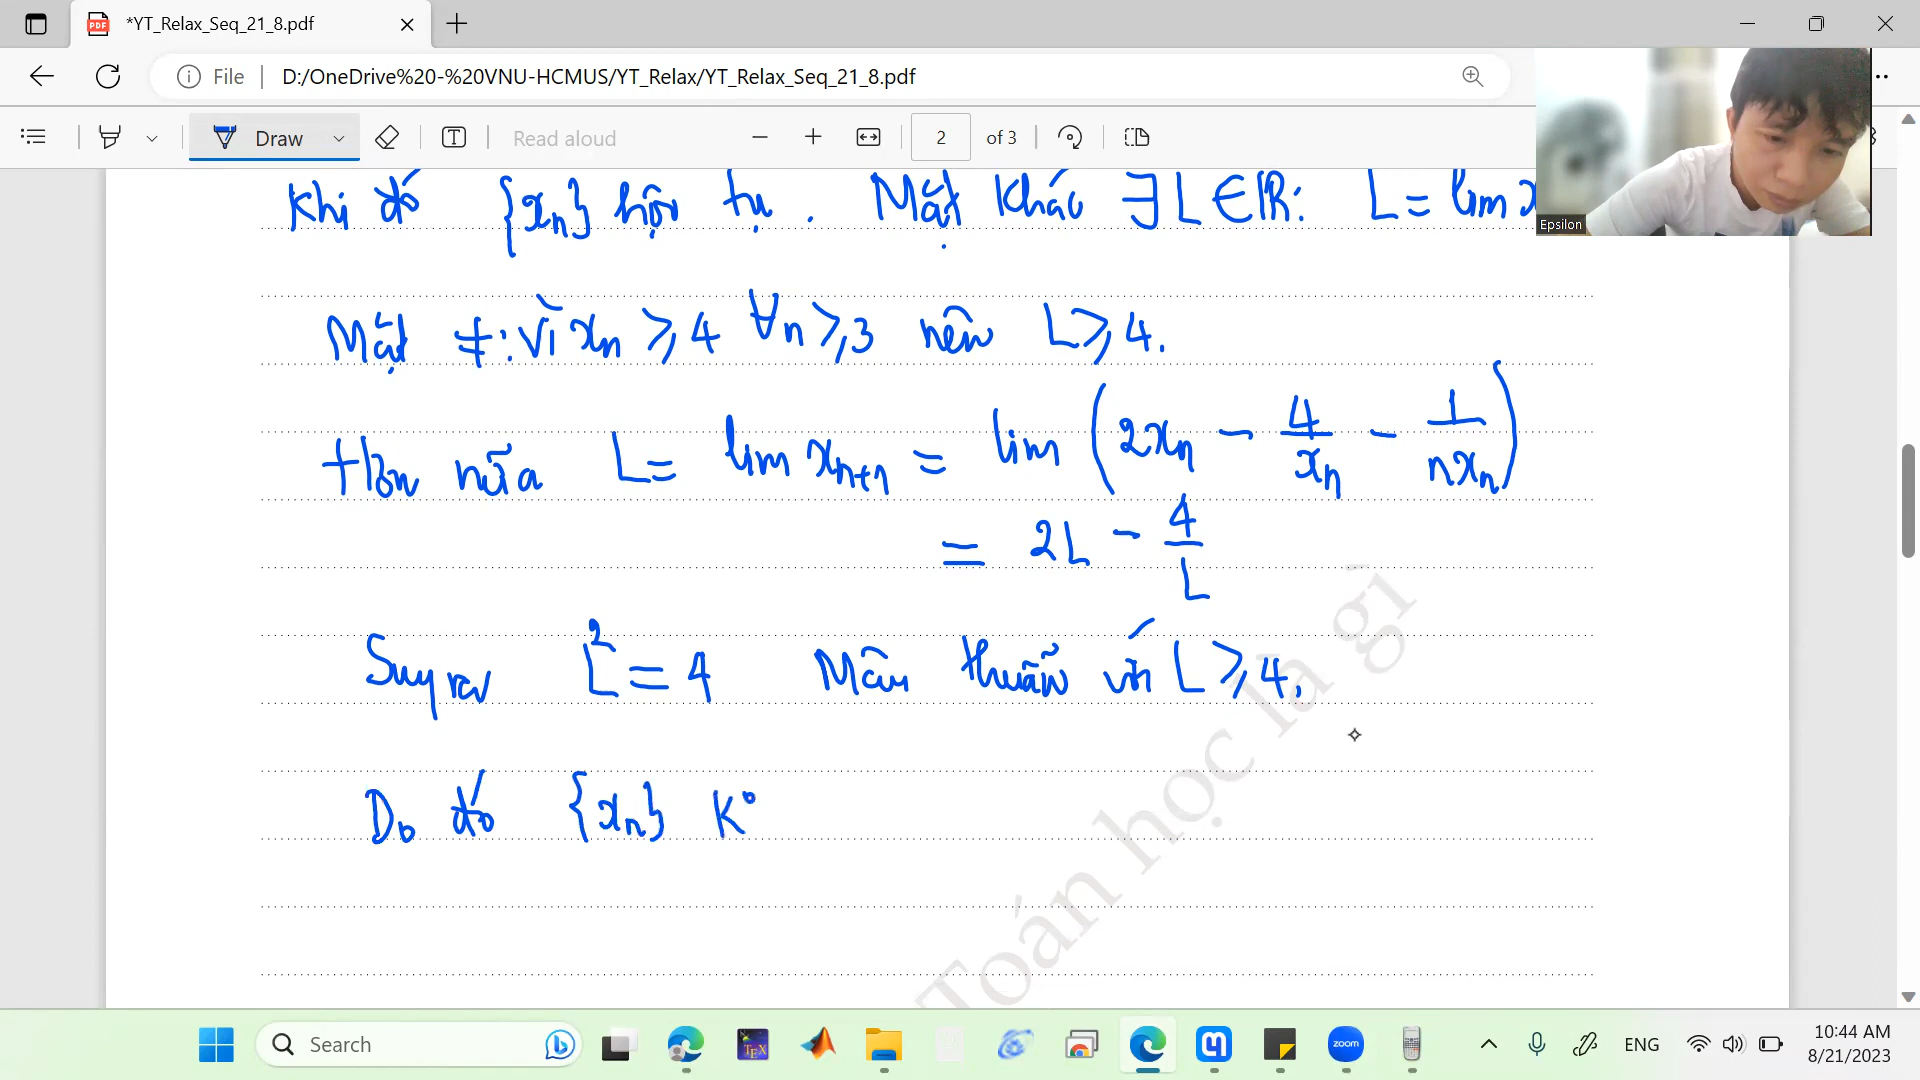 *YT_Relax_Seq_21_8.pdf
File D:/OneDrive%20-%20VNU-HCMUS/YT_Relax/YT_Relax_Seq_21_8.pdf
Draw Read aloud 2 of 3
Epsilon
Khi đó {xₙ} hội tụ. Mặt khác ∃ L ∈ ℝ: L = lim x
Mặt ≠: vì xₙ ⩾ 4 ∀n ⩾ 3 nên L ⩾ 4.
Hơn nữa L = lim xₙ₊₁ = lim (2xₙ - 4/xₙ - 1/(nxₙ))
= 2L - 4/L
Suy ra L² = 4 Mâu thuẫn với L ⩾ 4.
Do đó {xₙ} K°
Toán học là gì
Search
TEX
zoom
ENG
10:44 AM
8/21/2023